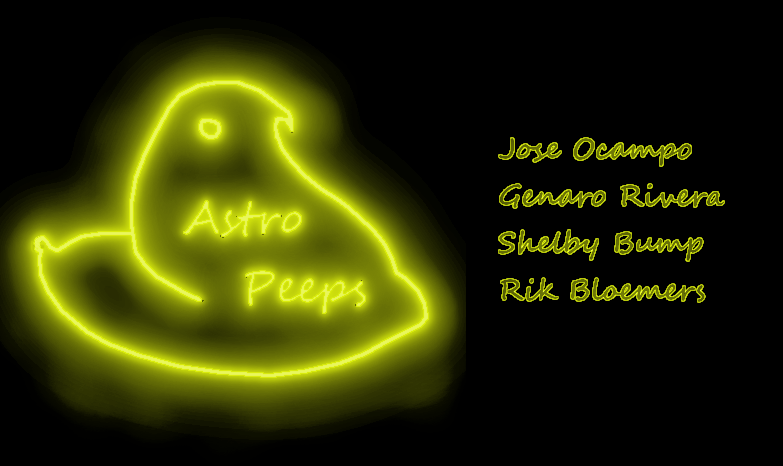 Astro
Peeps
Jose Ocampo
Genaro Rivera
Shelby Bump
Rik Bloemers